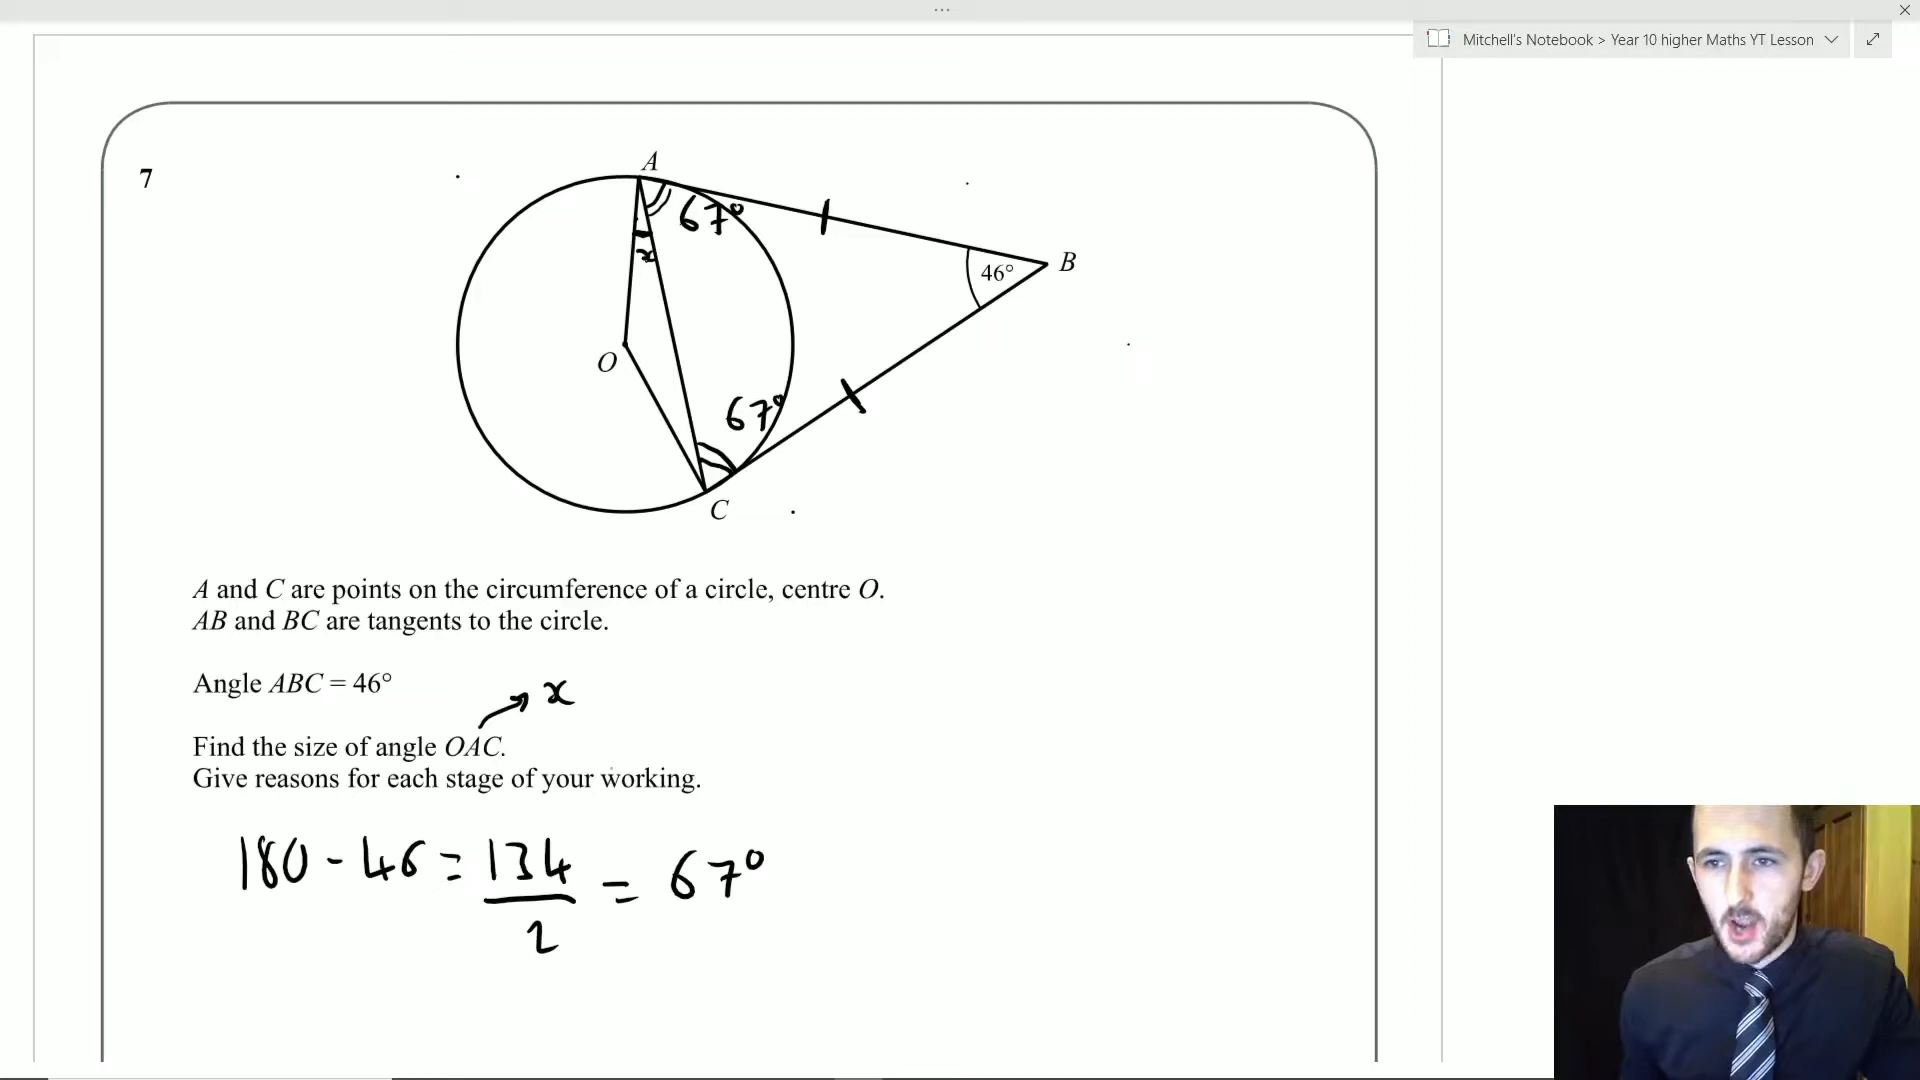 Mitchell's Notebook > Year 10 higher Maths YT Lesson
7
A
67°
x
46°
B
O
67°
C
A and C are points on the circumference of a circle, centre O.
AB and BC are tangents to the circle.
Angle ABC = 46°
x
Find the size of angle OAC.
Give reasons for each stage of your working.
180 - 46 = 134/2 = 67°